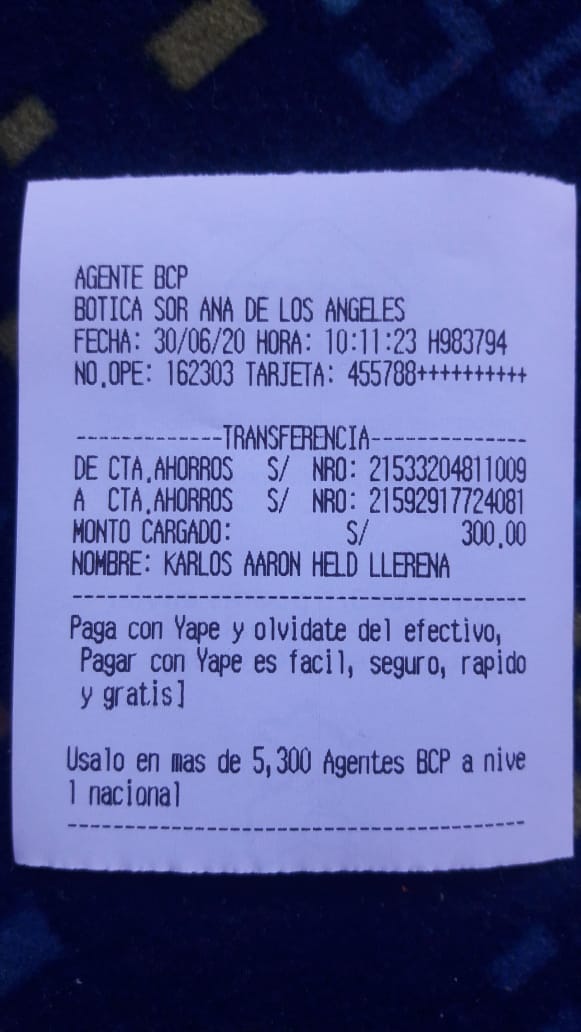 AGENTE BCP
BOTICA SOR ANA DE LOS ANGELES
FECHA: 30/06/20 HORA: 10:11:23 H983794
NO.OPE: 162303 TARJETA: 455788++++++++++
-------------TRANSFERENCIA--------------
DE CTA.AHORROS S/ NRO: 21533204811009
A CTA.AHORROS S/ NRO: 21592917724081
MONTO CARGADO: S/ 300.00
NOMBRE: KARLOS AARON HELD LLERENA
----------------------------------------
Paga con Yape y olvidate del efectivo,
Pagar con Yape es facil, seguro, rapido
y gratis]
Usalo en mas de 5,300 Agentes BCP a nive
l nacional
----------------------------------------